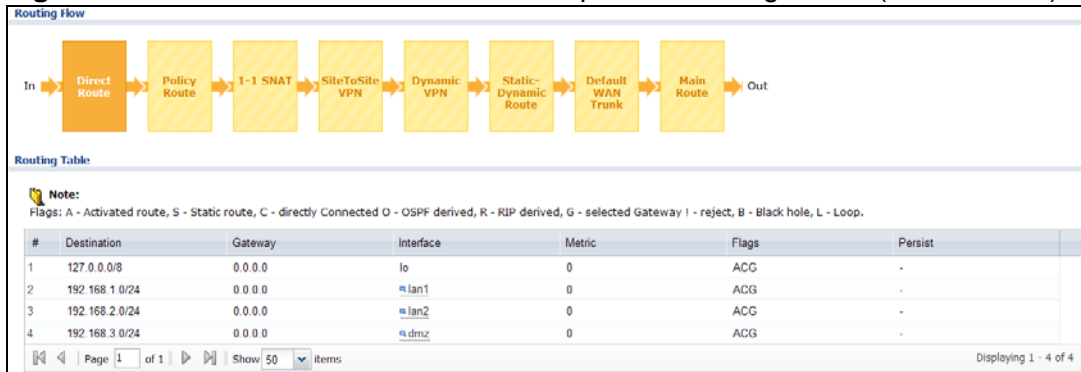 Routing Flow
In
Direct Route
Policy Route
1-1 SNAT
SiteToSite VPN
Dynamic VPN
Static-Dynamic Route
Default WAN Trunk
Main Route
Out
Routing Table
Note:
Flags: A - Activated route, S - Static route, C - directly Connected O - OSPF derived, R - RIP derived, G - selected Gateway ! - reject, B - Black hole, L - Loop.
# Destination Gateway Interface Metric Flags Persist
1 127.0.0.0/8 0.0.0.0 lo 0 ACG -
2 192.168.1.0/24 0.0.0.0 lan1 0 ACG -
3 192.168.2.0/24 0.0.0.0 lan2 0 ACG -
4 192.168.3.0/24 0.0.0.0 dmz 0 ACG -
Page 1 of 1 Show 50 items Displaying 1 - 4 of 4